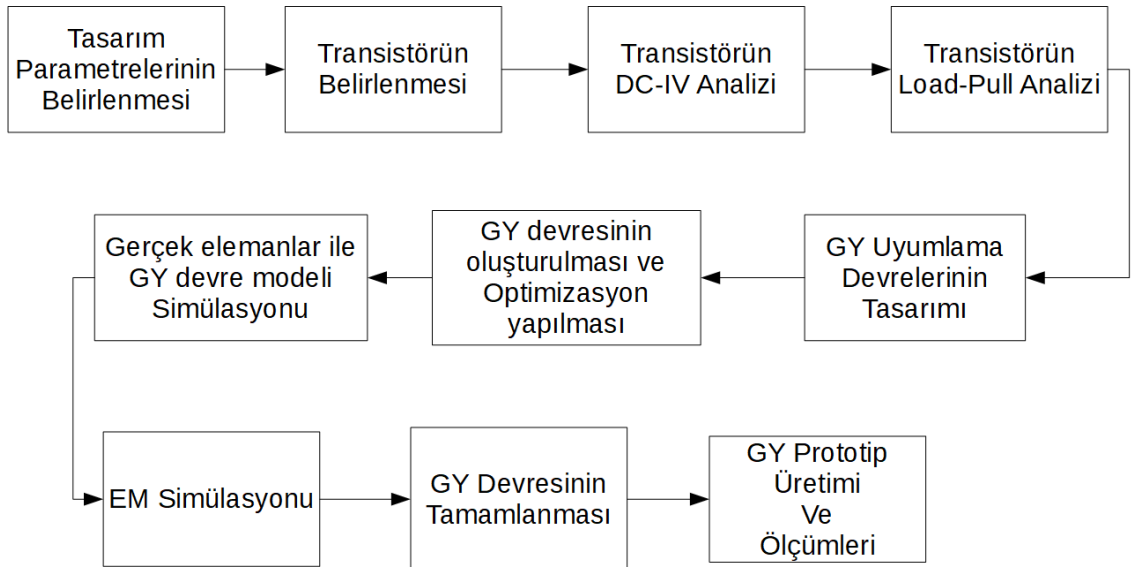 Tasarım
Parametrelerinin
Belirlenmesi
Transistörün
Belirlenmesi
Transistörün
DC-IV Analizi
Transistörün
Load-Pull Analizi
GY Uyumlama
Devrelerinin
Tasarımı
GY devresinin
oluşturulması ve
Optimizasyon
yapılması
Gerçek elemanlar ile
GY devre modeli
Simülasyonu
EM Simülasyonu
GY Devresinin
Tamamlanması
GY Prototip
Üretimi
Ve
Ölçümleri